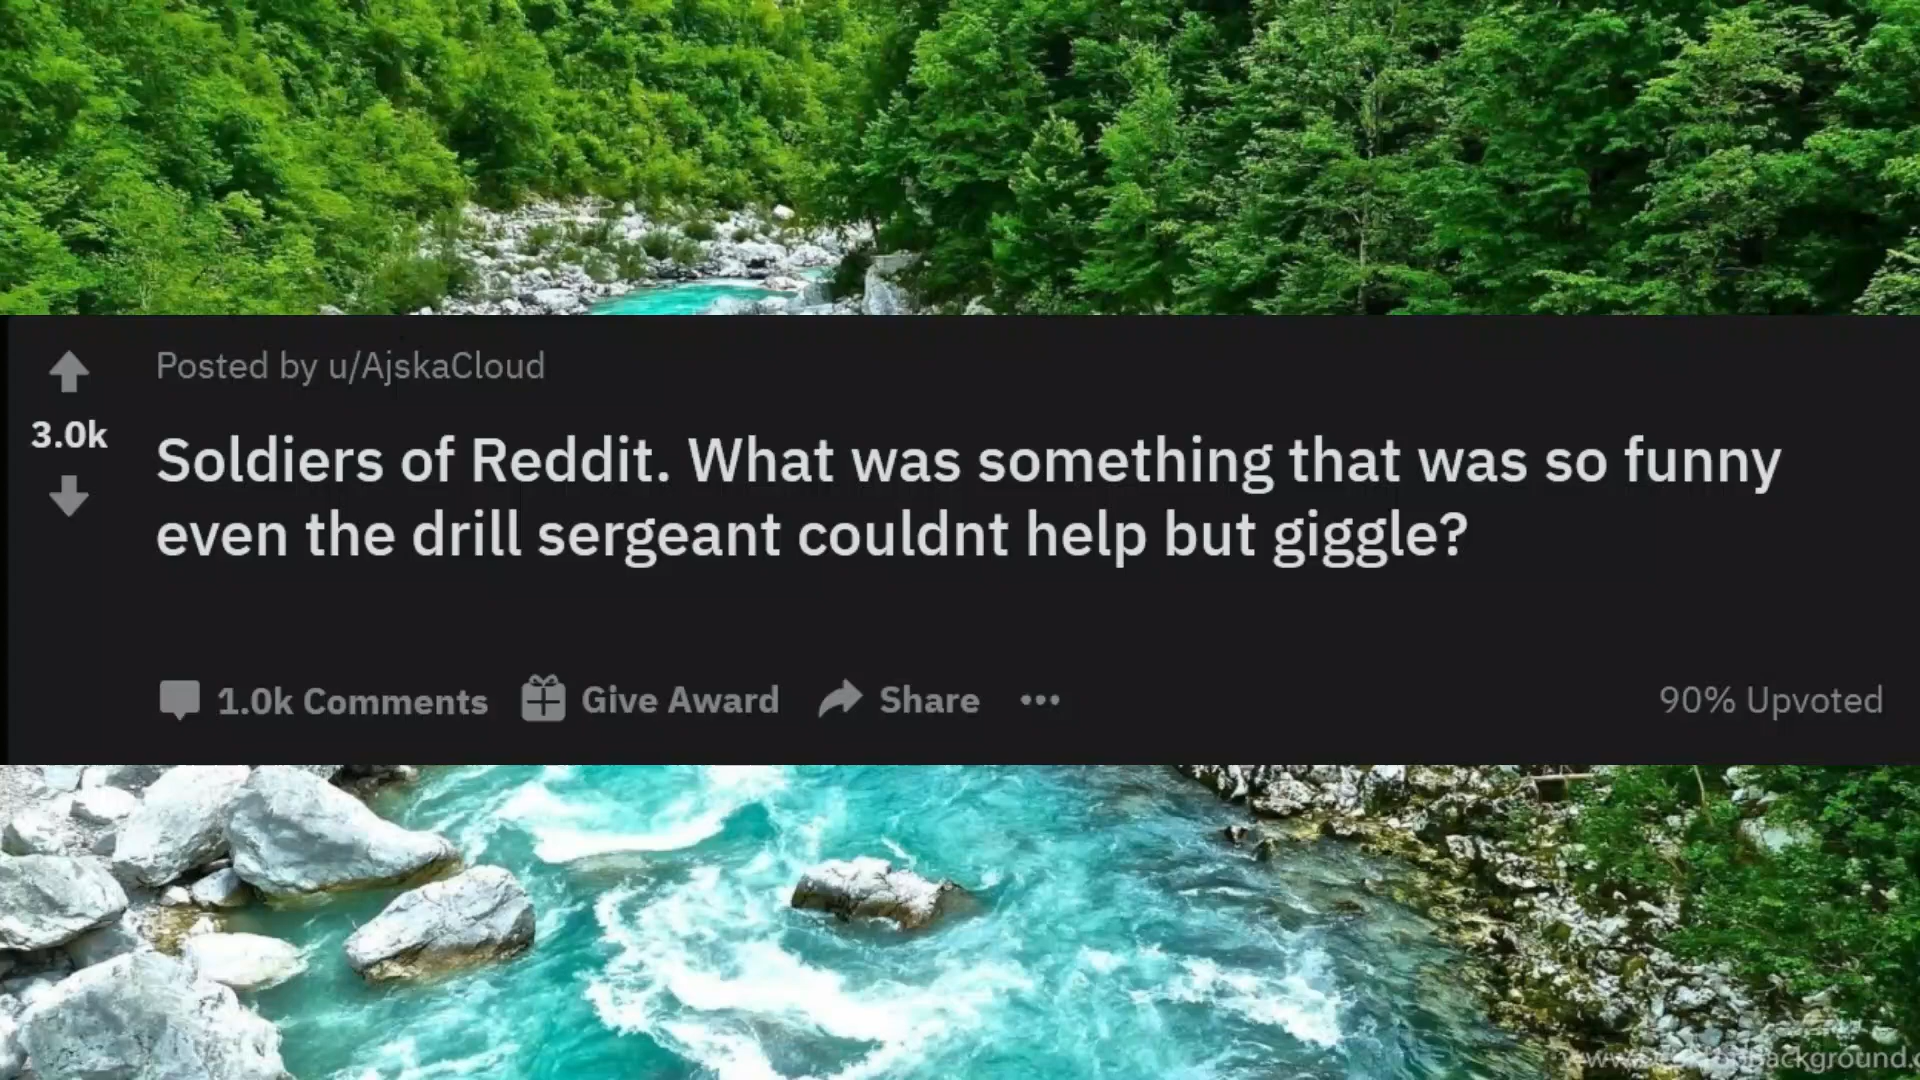 Posted by u/AjskaCloud
3.0k
Soldiers of Reddit. What was something that was so funny
even the drill sergeant couldnt help but giggle?
1.0k Comments Give Award Share ••• 90% Upvoted